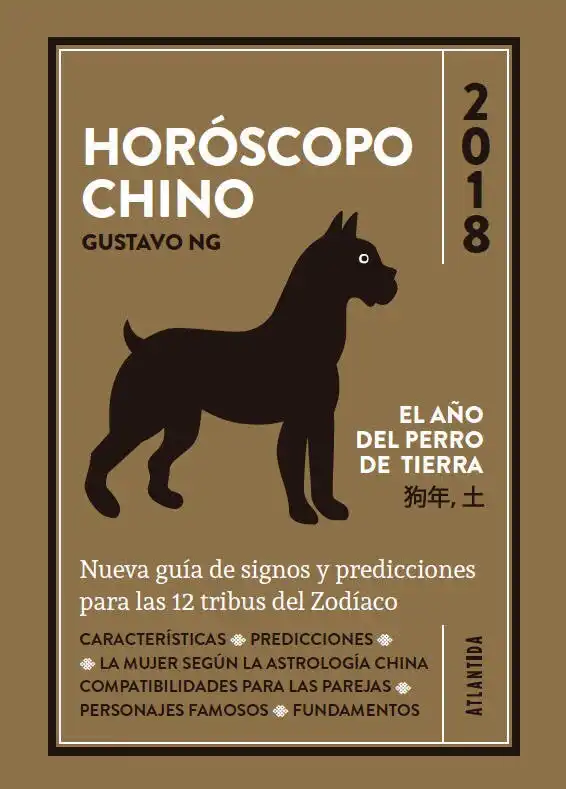 HORÓSCOPO
CHINO
GUSTAVO NG
2018
EL AÑO
DEL PERRO
DE TIERRA
狗年, 土
Nueva guía de signos y predicciones
para las 12 tribus del Zodíaco
CARACTERÍSTICAS PREDICCIONES
LA MUJER SEGÚN LA ASTROLOGÍA CHINA
COMPATIBILIDADES PARA LAS PAREJAS
PERSONAJES FAMOSOS FUNDAMENTOS
ATLANTIDA